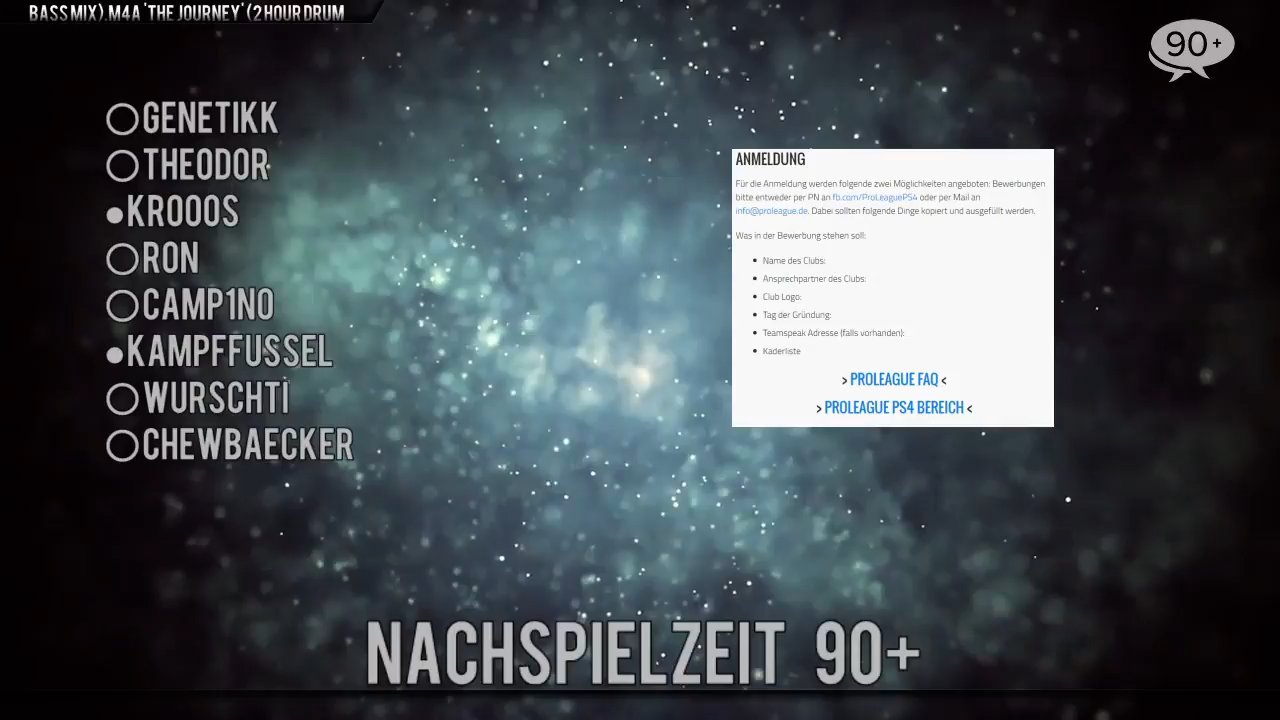 BASS MIX).M4A 'THE JOURNEY' (2 HOUR DRUM
90+
GENETIKK
THEODOR
KROOOS
RON
CAMP1NO
KAMPFFUSSEL
WURSCHTI
CHEWBAECKER
ANMELDUNG
Für die Anmeldung werden folgende zwei Möglichkeiten angeboten: Bewerbungen
bitte entweder per PN an fb.com/ProLeaguePS4 oder per Mail an
info@proleague.de. Dabei sollten folgende Dinge kopiert und ausgefüllt werden.
Was in der Bewerbung stehen soll:
Name des Clubs:
Ansprechpartner des Clubs:
Club Logo:
Tag der Gründung:
Teamspeak Adresse (falls vorhanden):
Kaderliste
> PROLEAGUE FAQ <
> PROLEAGUE PS4 BEREICH <
NACHSPIELZEIT 90+